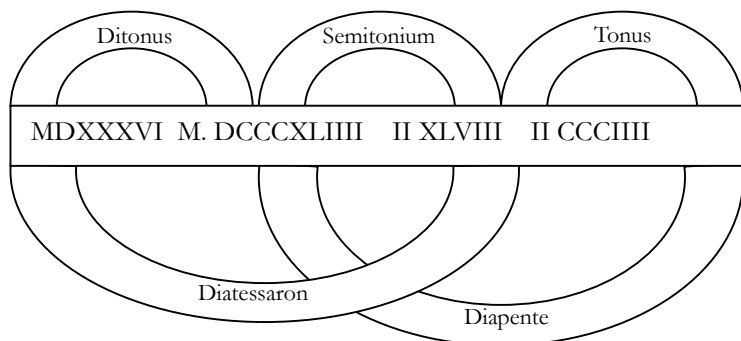 Ditonus Semitonium Tonus
MDXXXVI M. DCCCXLIIII II XLVIII II CCCIIII
Diatessaron
Diapente